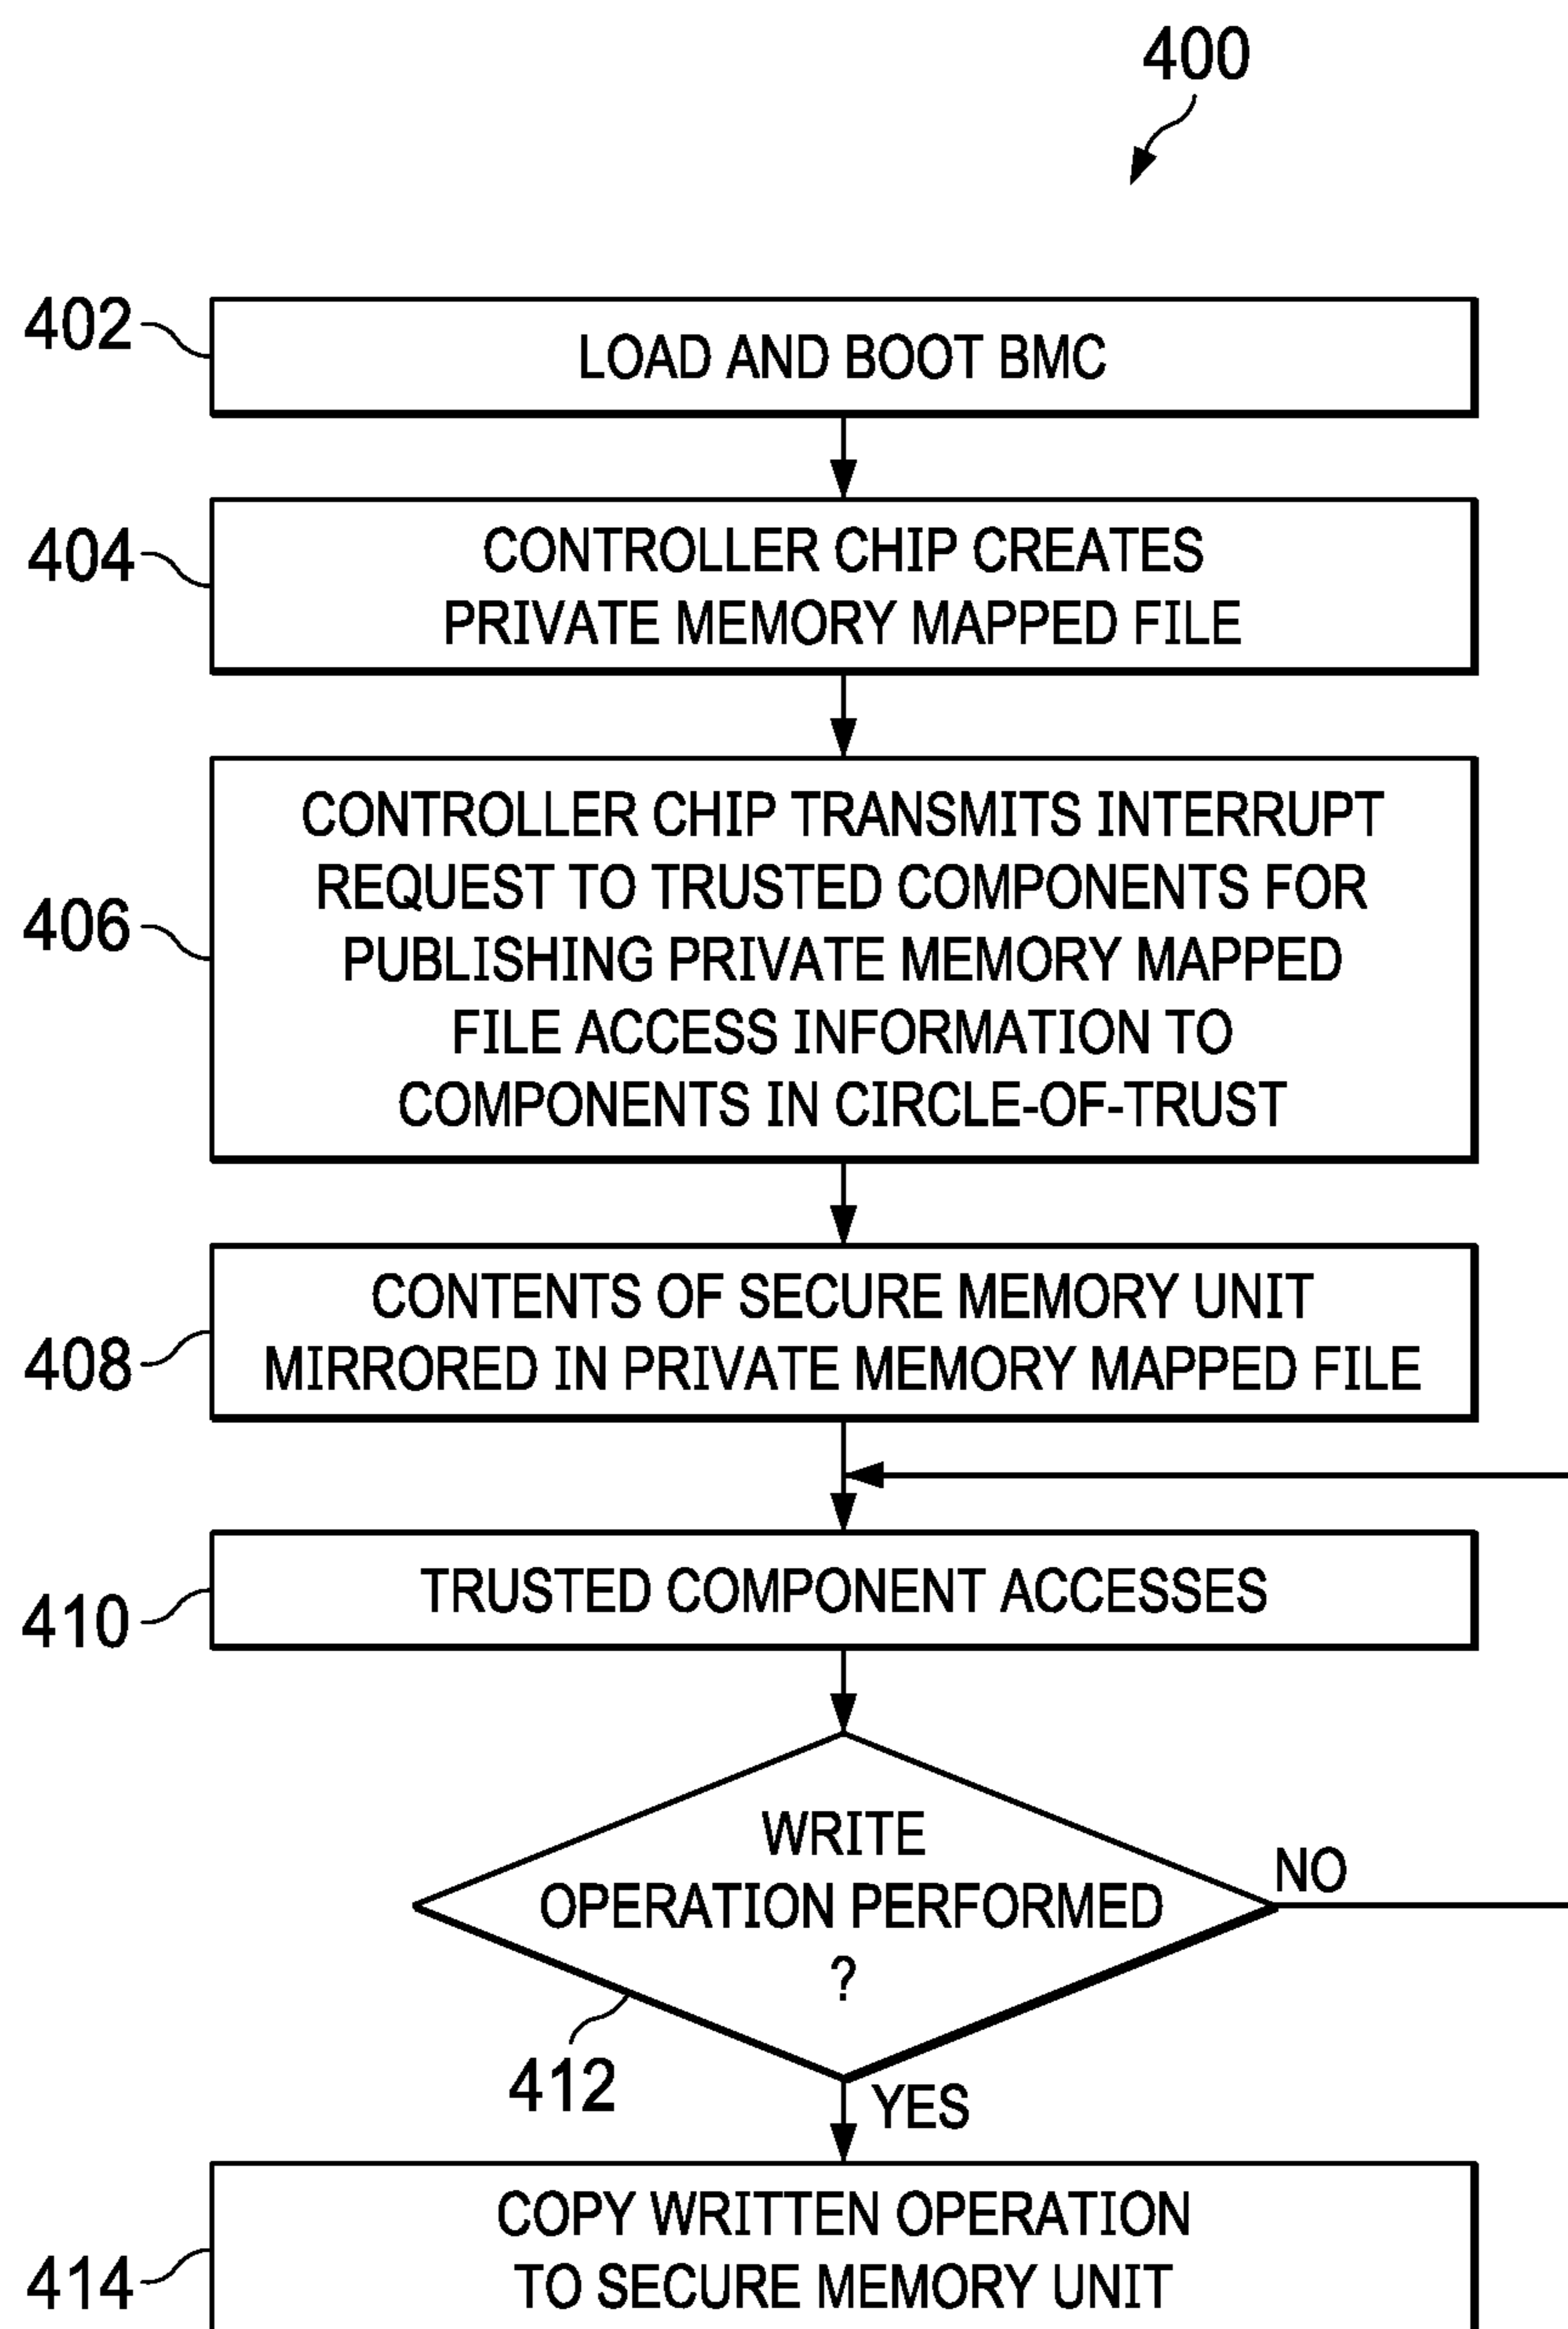 400
402
LOAD AND BOOT BMC
404
CONTROLLER CHIP CREATES
PRIVATE MEMORY MAPPED FILE
406
CONTROLLER CHIP TRANSMITS INTERRUPT
REQUEST TO TRUSTED COMPONENTS FOR
PUBLISHING PRIVATE MEMORY MAPPED
FILE ACCESS INFORMATION TO
COMPONENTS IN CIRCLE-OF-TRUST
408
CONTENTS OF SECURE MEMORY UNIT
MIRRORED IN PRIVATE MEMORY MAPPED FILE
410
TRUSTED COMPONENT ACCESSES
WRITE
OPERATION PERFORMED
?
NO
412
YES
414
COPY WRITTEN OPERATION
TO SECURE MEMORY UNIT